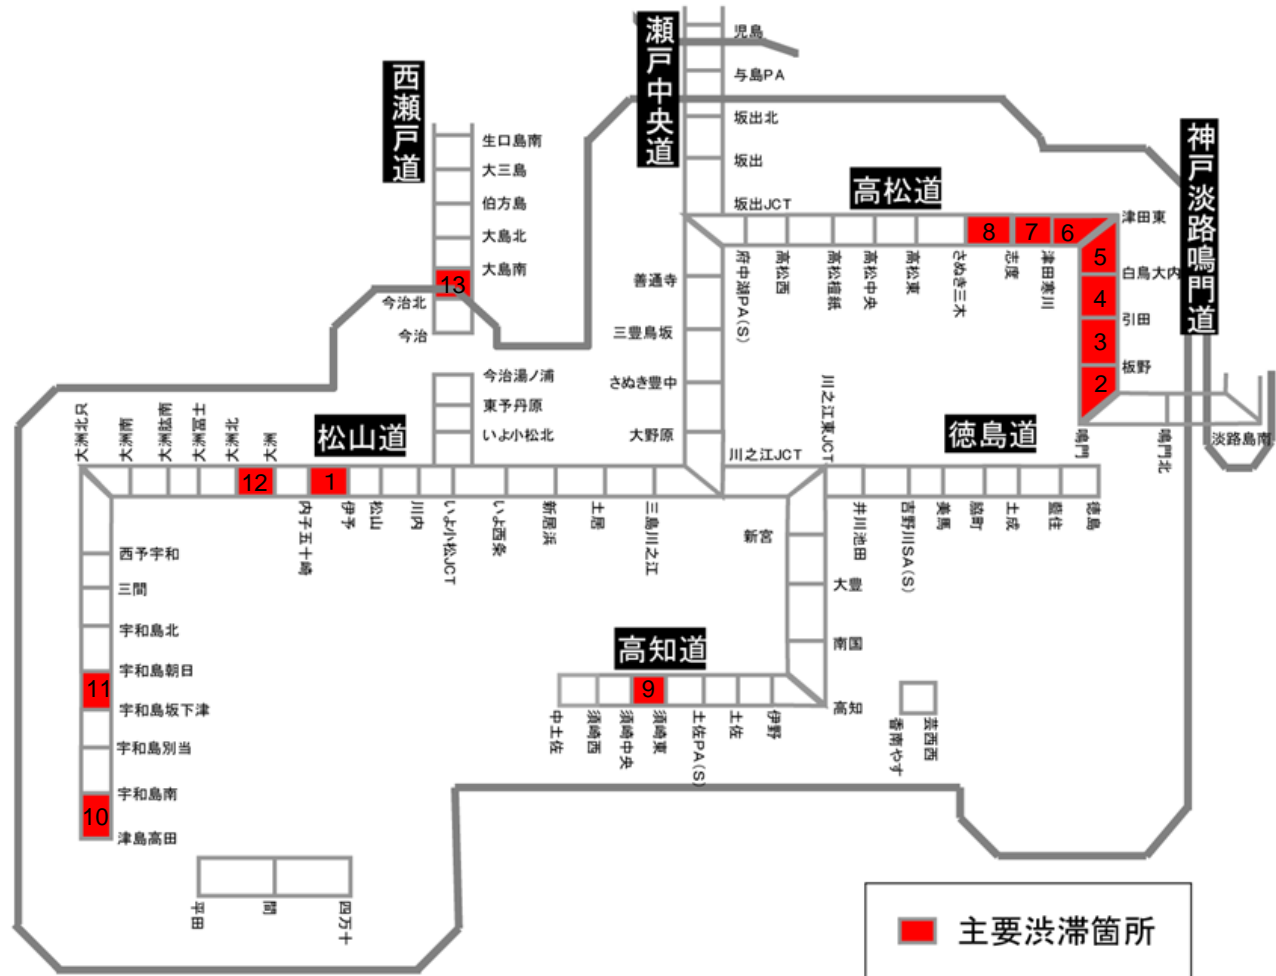 瀬戸中央道
児島
与島PA
坂出北
坂出
坂出JCT
西瀬戸道
生口島南
大三島
伯方島
大島北
大島南
13
今治北
今治
神戸淡路鳴門道
高松道
8
7
6
津田東
5
白鳥大内
4
引田
3
板野
2
府中湖PA(S)
高松西
高松檀紙
高松中央
高松東
さぬき三木
志度
津田寒川
鳴門
鳴門北
淡路島南
善通寺
三豊鳥坂
さぬき豊中
大野原
川之江JCT
川之江東JCT
今治湯ノ浦
東予丹原
いよ小松北
松山道
大洲北只
大洲南
大洲肱南
大洲冨士
大洲北
大洲
12
1
内子五十崎
伊予
松山
川内
いよ小松JCT
いよ西条
新居浜
土居
三島川之江
徳島道
井川池田
吉野川SA(S)
美馬
脇町
土成
藍住
徳島
新宮
大豊
南国
高知
高知道
9
中土佐
須崎西
須崎中央
須崎東
土佐PA(S)
土佐
伊野
香南やす
芸西西
西予宇和
三間
宇和島北
宇和島朝日
11
宇和島坂下津
宇和島別当
宇和島南
10
津島高田
平田
間
四万十
主要渋滞箇所